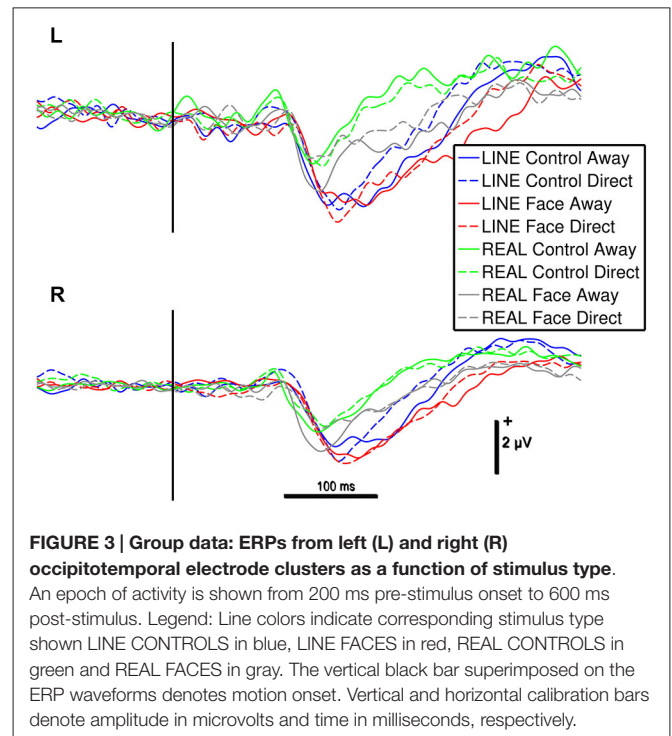 L
LINE Control Away
LINE Control Direct
LINE Face Away
LINE Face Direct
REAL Control Away
REAL Control Direct
REAL Face Away
REAL Face Direct
R
+
2 µV
100 ms
FIGURE 3 | Group data: ERPs from left (L) and right (R)
occipitotemporal electrode clusters as a function of stimulus type.
An epoch of activity is shown from 200 ms pre-stimulus onset to 600 ms
post-stimulus. Legend: Line colors indicate corresponding stimulus type
shown LINE CONTROLS in blue, LINE FACES in red, REAL CONTROLS in
green and REAL FACES in gray. The vertical black bar superimposed on the
ERP waveforms denotes motion onset. Vertical and horizontal calibration bars
denote amplitude in microvolts and time in milliseconds, respectively.